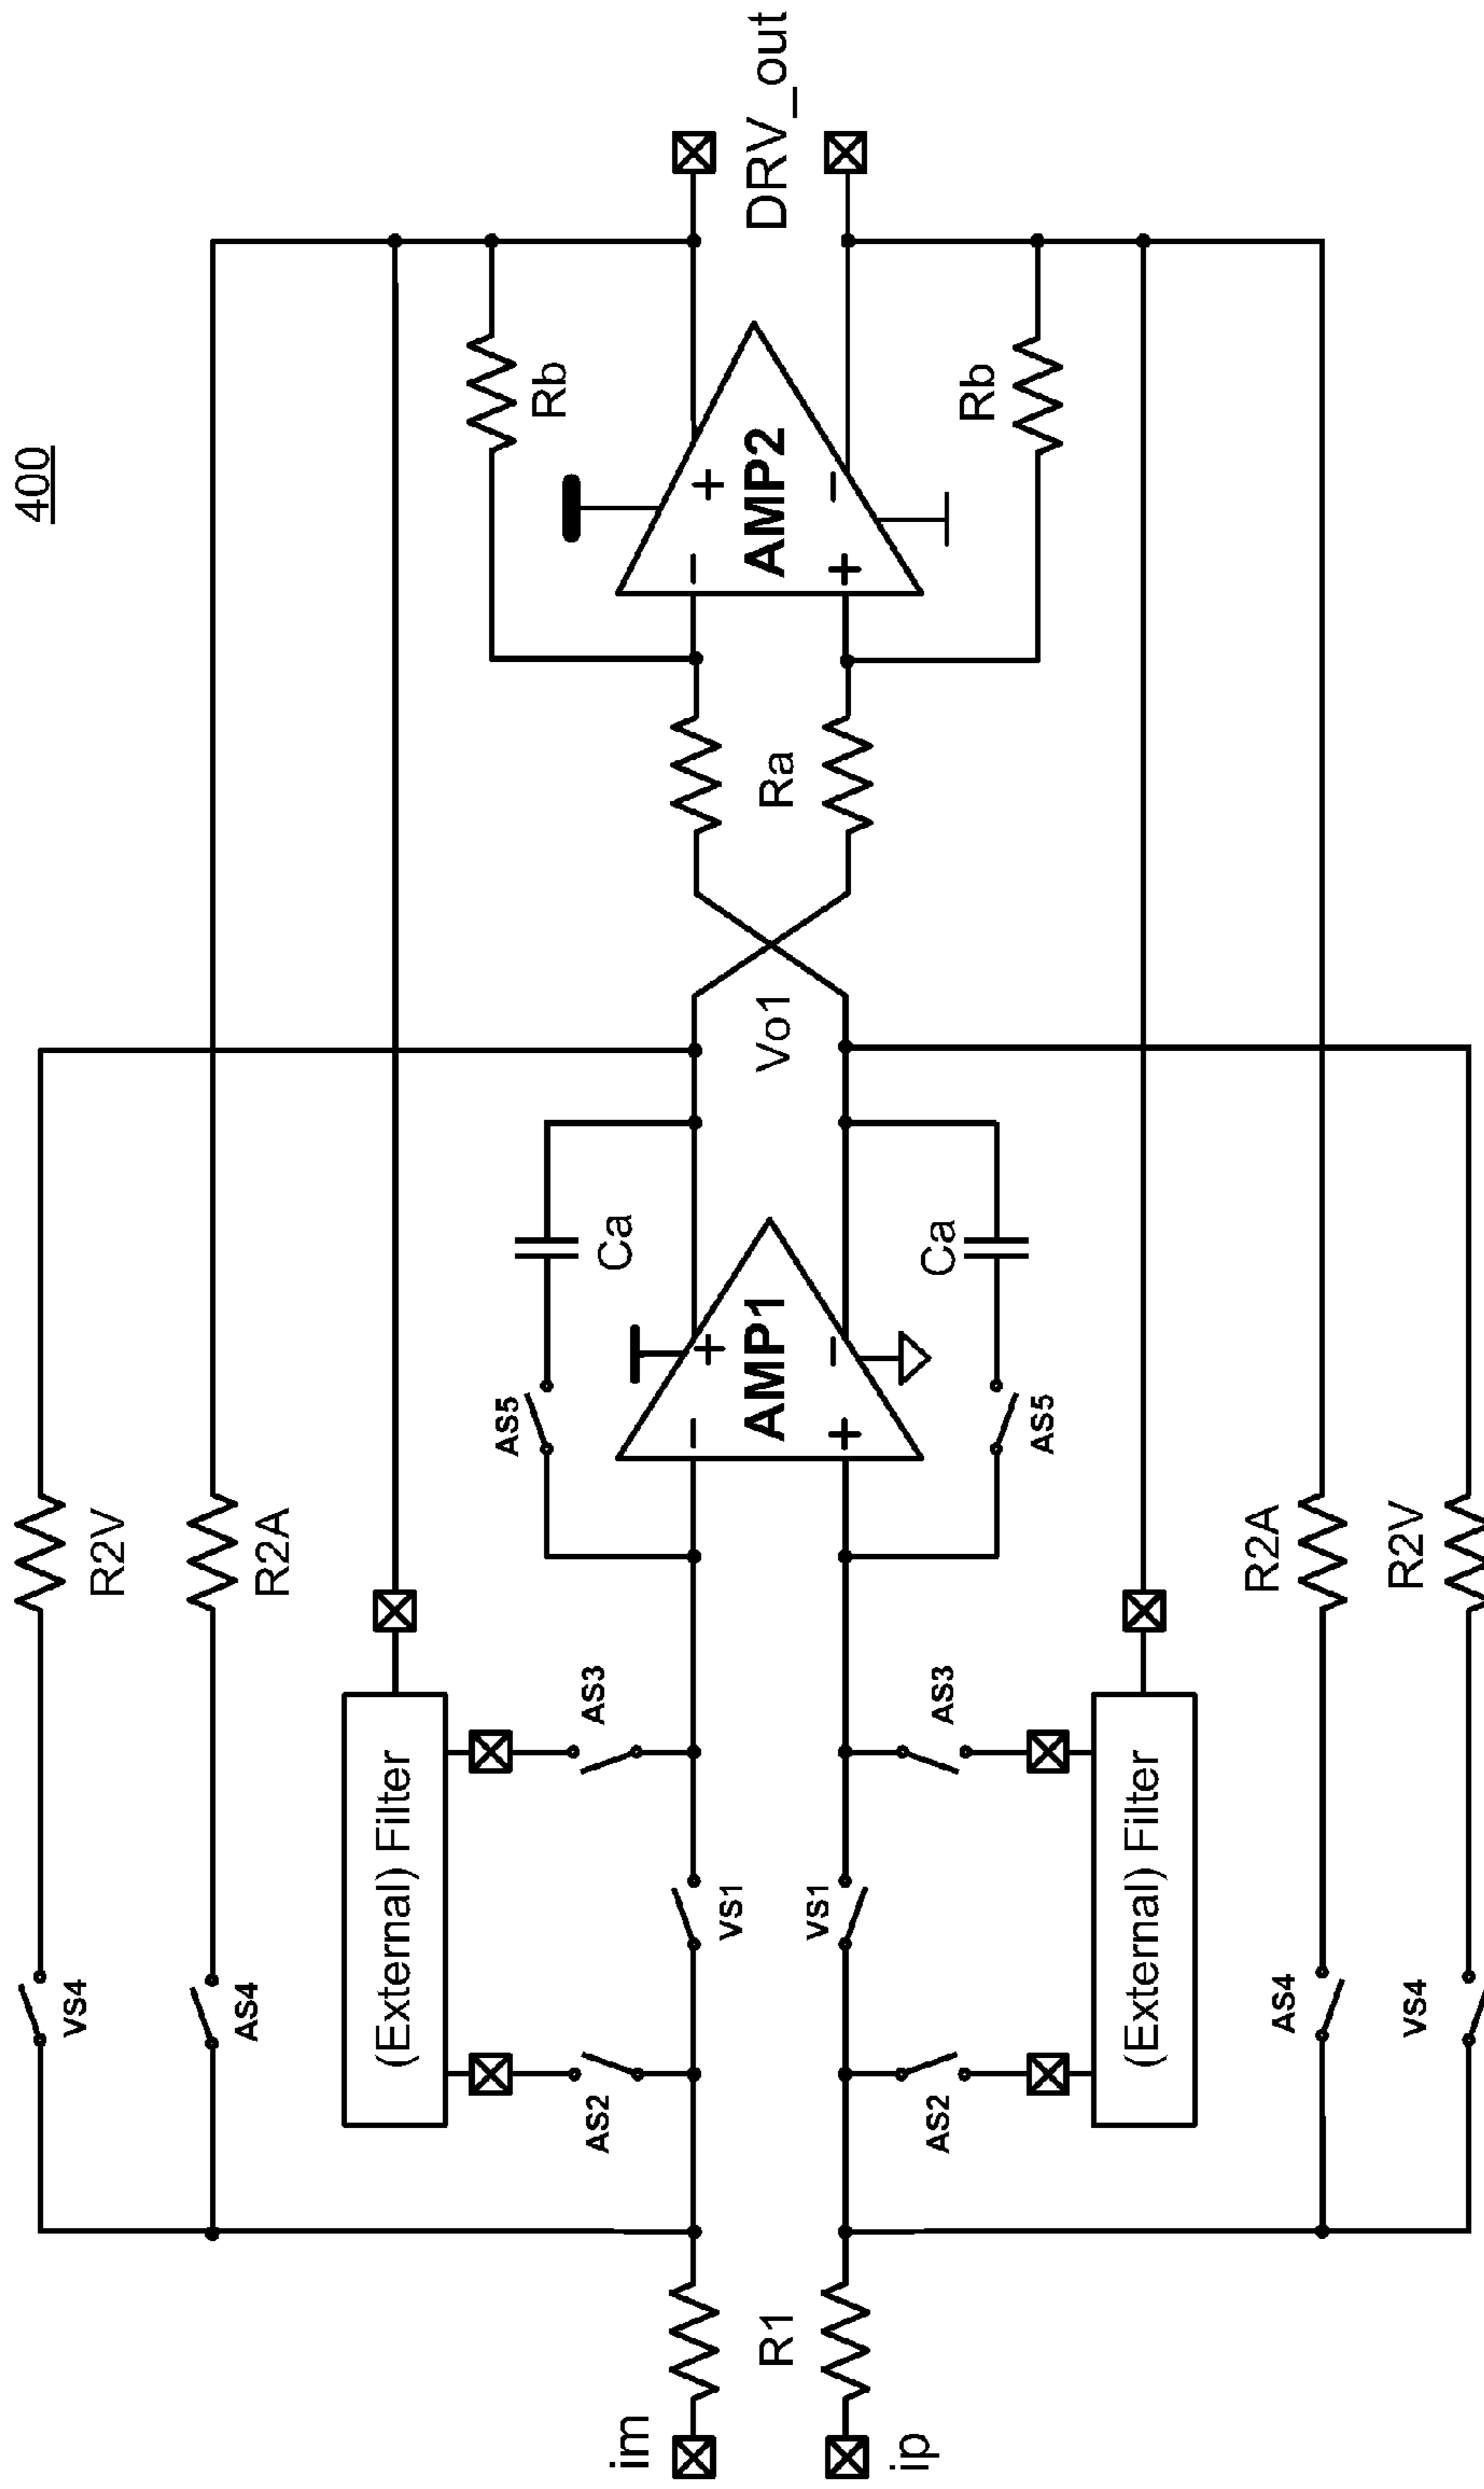 400
R2V
vs4
R2A
AS4
(External) Filter
AS2
AS3
AS5
Ca
Rb
im
R1
ip
vs1
vs1
−
+
AMP1
+
−
Vo1
Ra
−
+
AMP2
+
−
DRV_out
AS2
AS3
AS5
Ca
Rb
(External) Filter
AS4
R2A
vs4
R2V